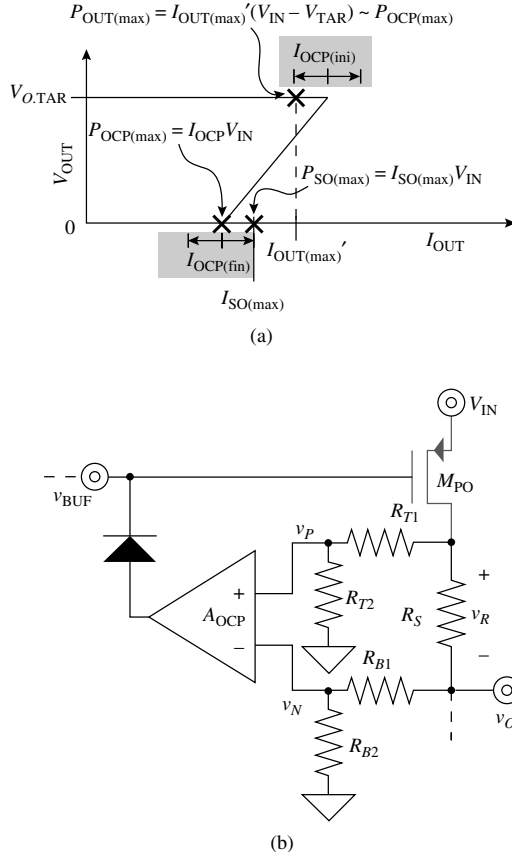 P_OUT(max) = I_OUT(max)′(V_IN – V_TAR) ~ P_OCP(max)
I_OCP(ini)
V_O.TAR
P_OCP(max) = I_OCP V_IN
P_SO(max) = I_SO(max) V_IN
V_OUT
0
I_OUT(max)′
I_OUT
I_OCP(fin)
I_SO(max)
(a)
V_IN
v_BUF
M_PO
R_T1
v_P
+
A_OCP
R_T2
R_S
+
v_R
–
–
R_B1
v_N
v_O
R_B2
(b)